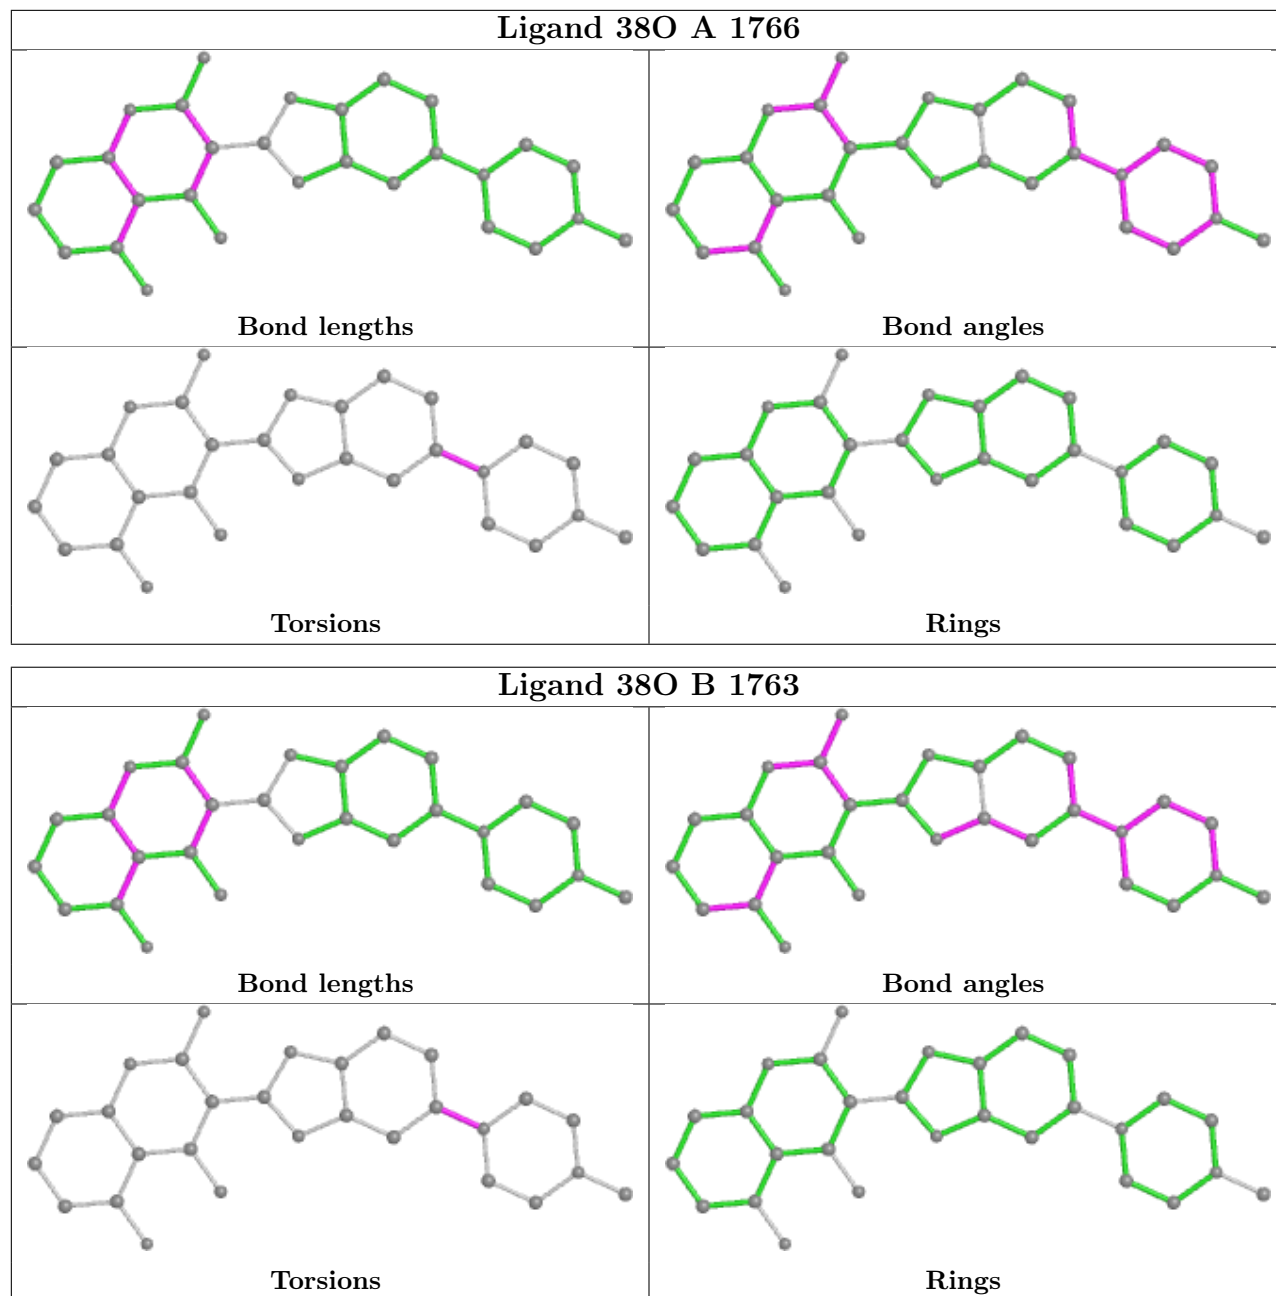 Ligand 38O A 1766
Bond lengths
Bond angles
Torsions
Rings
Ligand 38O B 1763
Bond lengths
Bond angles
Torsions
Rings